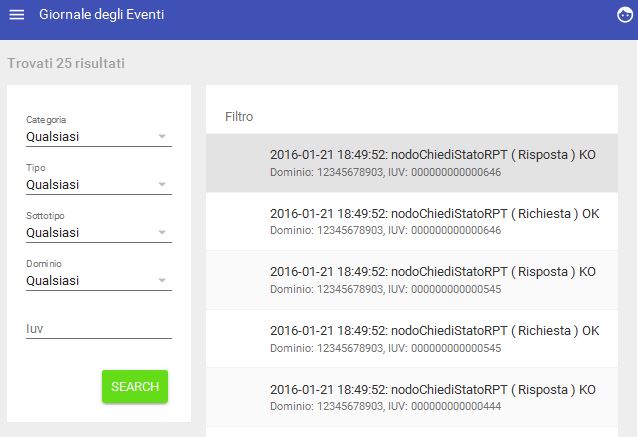 Giornale degli Eventi
Trovati 25 risultati
Categoria
Qualsiasi
Tipo
Qualsiasi
Sottotipo
Qualsiasi
Dominio
Qualsiasi
Iuv
SEARCH
Filtro
2016-01-21 18:49:52: nodoChiediStatoRPT ( Risposta ) KO
Dominio: 12345678903, IUV: 000000000000646
2016-01-21 18:49:52: nodoChiediStatoRPT ( Richiesta ) OK
Dominio: 12345678903, IUV: 000000000000646
2016-01-21 18:49:52: nodoChiediStatoRPT ( Risposta ) KO
Dominio: 12345678903, IUV: 000000000000545
2016-01-21 18:49:52: nodoChiediStatoRPT ( Richiesta ) OK
Dominio: 12345678903, IUV: 000000000000545
2016-01-21 18:49:52: nodoChiediStatoRPT ( Risposta ) KO
Dominio: 12345678903, IUV: 000000000000444